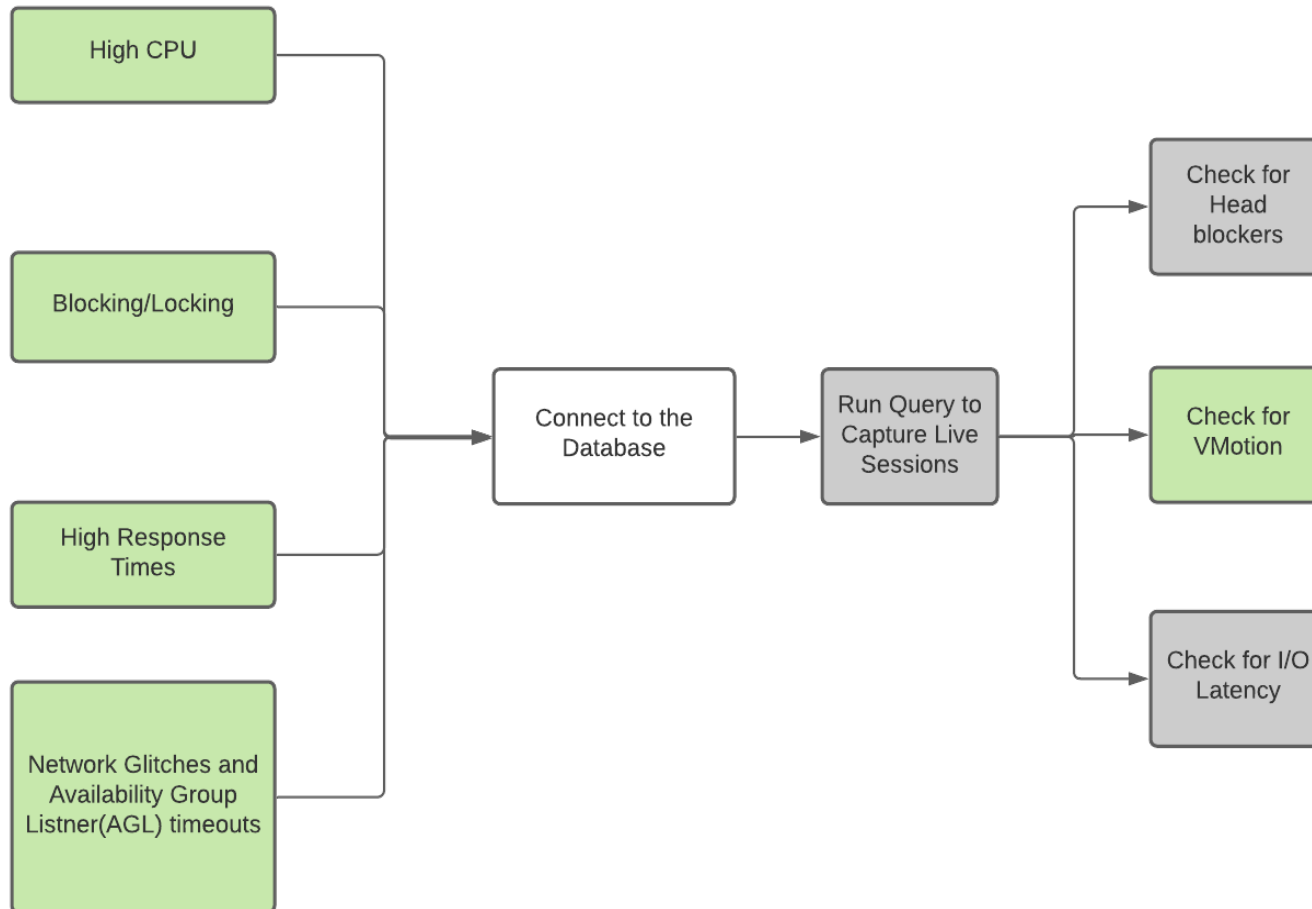 High CPU
Blocking/Locking
High Response
Times
Network Glitches and
Availability Group
Listner(AGL) timeouts
Connect to the
Database
Run Query to
Capture Live
Sessions
Check for
Head
blockers
Check for
VMotion
Check for I/O
Latency